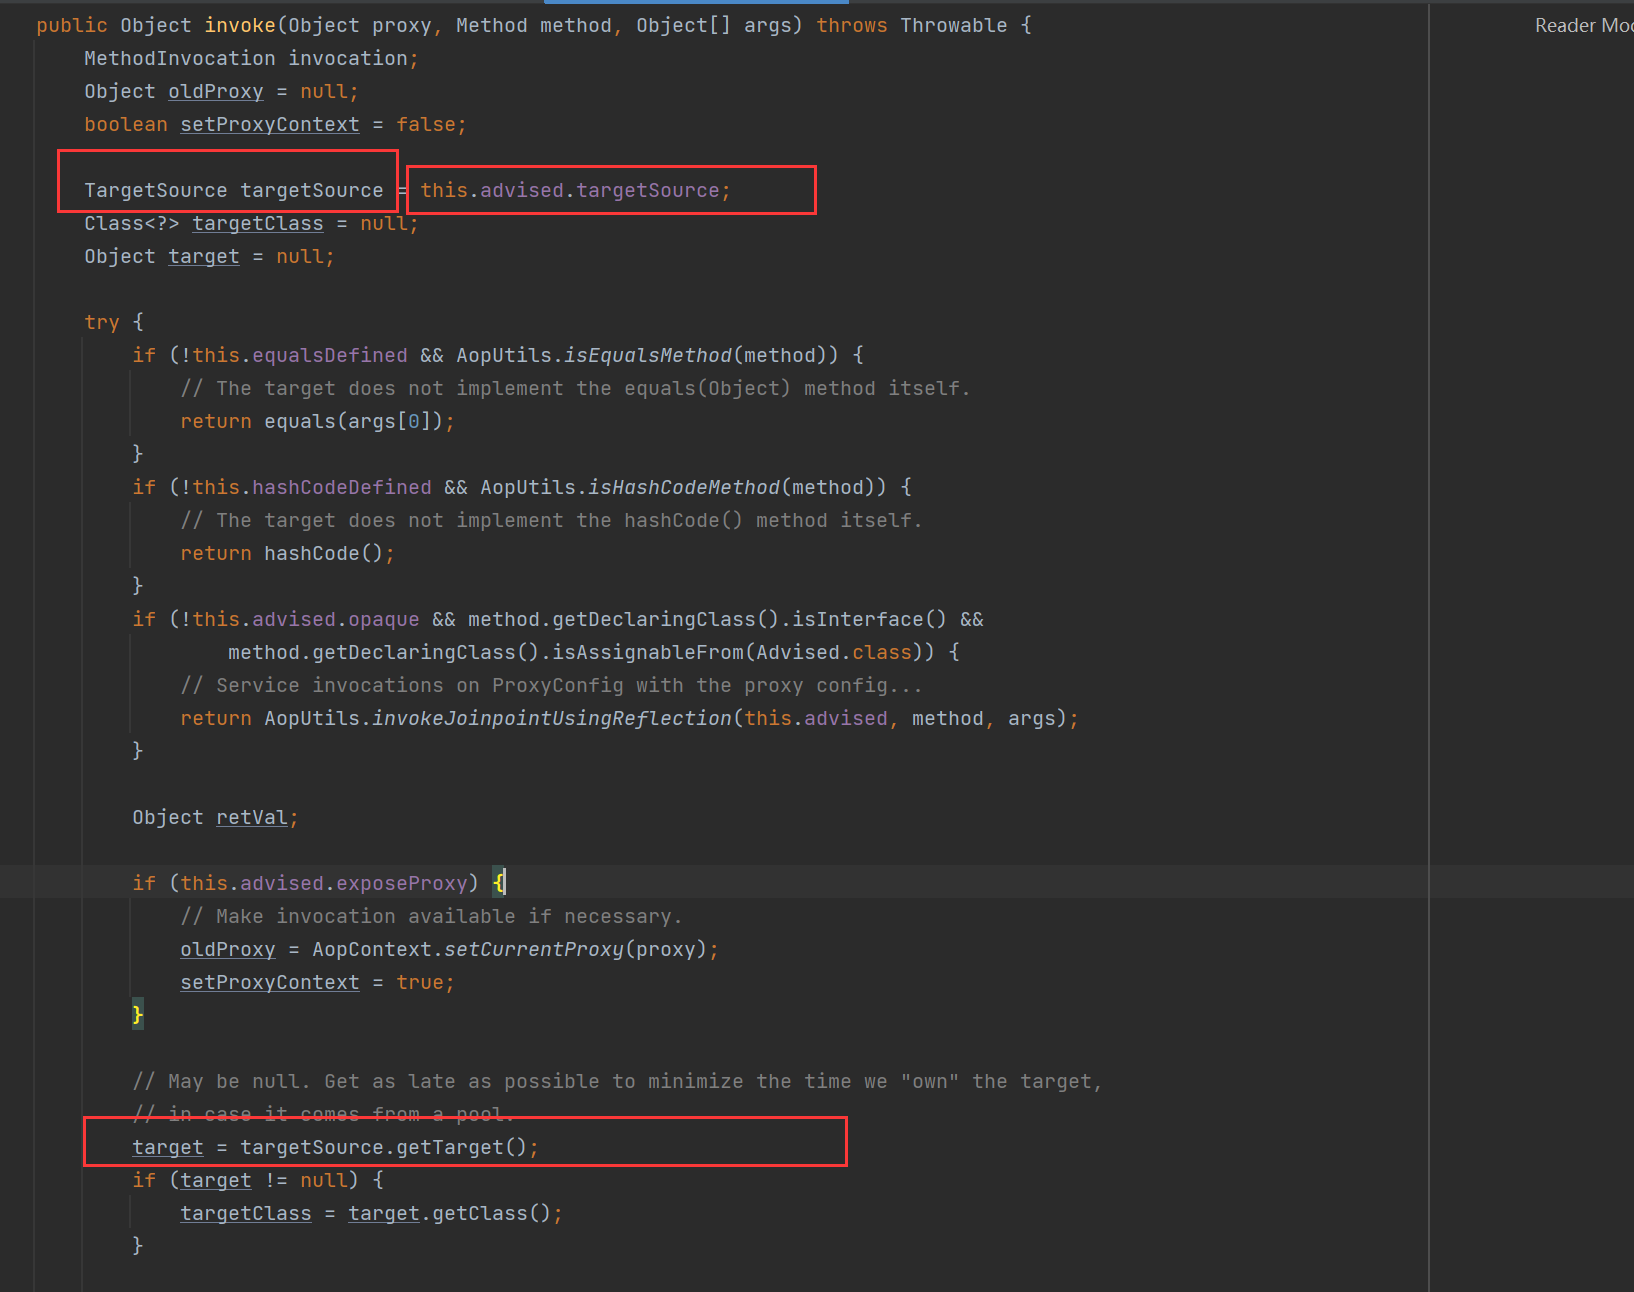 public Object invoke(Object proxy, Method method, Object[] args) throws Throwable {
Reader Mod
MethodInvocation invocation;
Object oldProxy = null;
boolean setProxyContext = false;
TargetSource targetSource = this.advised.targetSource;
Class<?> targetClass = null;
Object target = null;
try {
if (!this.equalsDefined && AopUtils.isEqualsMethod(method)) {
// The target does not implement the equals(Object) method itself.
return equals(args[0]);
}
if (!this.hashCodeDefined && AopUtils.isHashCodeMethod(method)) {
// The target does not implement the hashCode() method itself.
return hashCode();
}
if (!this.advised.opaque && method.getDeclaringClass().isInterface() &&
method.getDeclaringClass().isAssignableFrom(Advised.class)) {
// Service invocations on ProxyConfig with the proxy config...
return AopUtils.invokeJoinpointUsingReflection(this.advised, method, args);
}
Object retVal;
if (this.advised.exposeProxy) {
// Make invocation available if necessary.
oldProxy = AopContext.setCurrentProxy(proxy);
setProxyContext = true;
}
// May be null. Get as late as possible to minimize the time we "own" the target,
// in case it comes from a pool.
target = targetSource.getTarget();
if (target != null) {
targetClass = target.getClass();
}